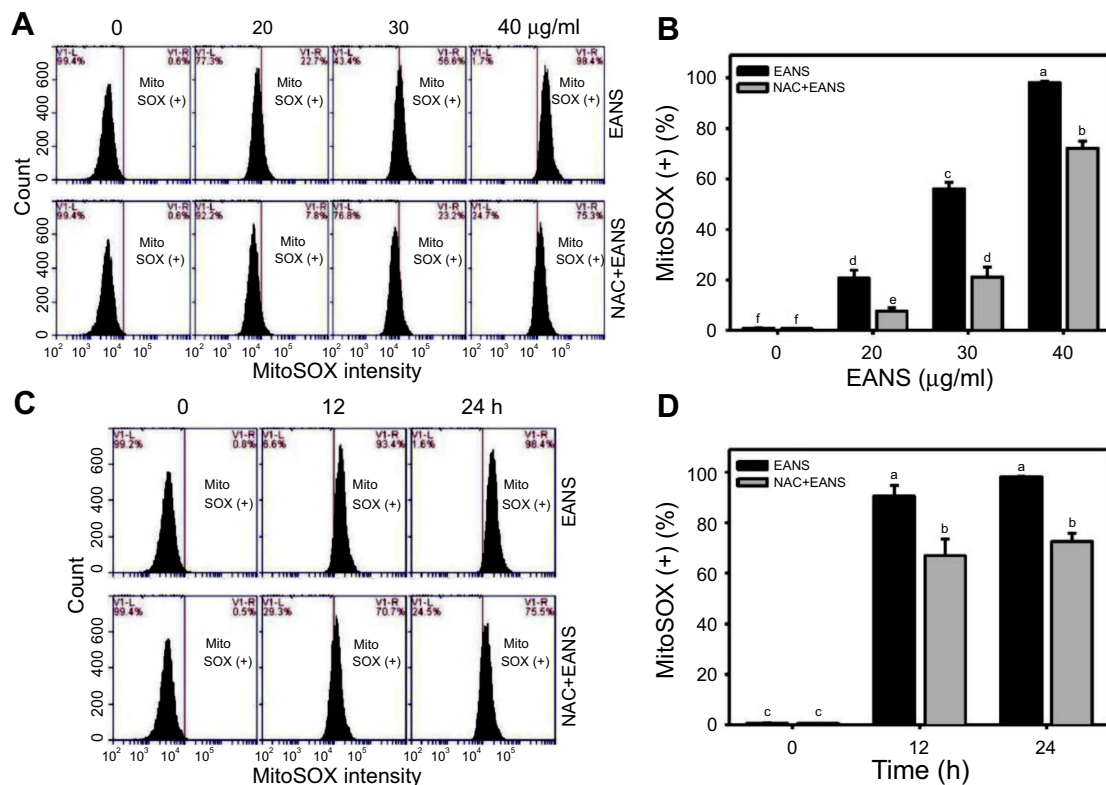 A
0 20 30 40 μg/ml
V1-L V1-R V1-L V1-R V1-L V1-R V1-L V1-R
99.4% 0.6% 77.3% 22.7% 43.4% 56.6% 1.7% 98.4%
Mito Mito Mito Mito
SOX (+) SOX (+) SOX (+) SOX (+)
EANS
600
400
200
0
Count
V1-L V1-R V1-L V1-R V1-L V1-R V1-L V1-R
99.4% 0.6% 92.2% 7.8% 76.8% 23.2% 24.7% 75.3%
Mito Mito Mito Mito
SOX (+) SOX (+) SOX (+) SOX (+)
NAC+EANS
600
400
200
0
10² 10³ 10⁴ 10⁵ 10² 10³ 10⁴ 10⁵ 10² 10³ 10⁴ 10⁵ 10² 10³ 10⁴ 10⁵
MitoSOX intensity
B
EANS
NAC+EANS
MitoSOX (+) (%)
100
80
60
40
20
0
f f d e c d a b
0 20 30 40
EANS (μg/ml)
C
0 12 24 h
V1-L V1-R V1-L V1-R V1-L V1-R
99.2% 0.8% 6.6% 93.4% 1.6% 98.4%
Mito Mito Mito
SOX (+) SOX (+) SOX (+)
EANS
600
400
200
0
Count
V1-L V1-R V1-L V1-R V1-L V1-R
99.4% 0.5% 29.3% 70.7% 24.5% 75.5%
Mito Mito Mito
SOX (+) SOX (+) SOX (+)
NAC+EANS
600
400
200
0
10² 10³ 10⁴ 10⁵ 10² 10³ 10⁴ 10⁵ 10² 10³ 10⁴ 10⁵
MitoSOX intensity
D
EANS
NAC+EANS
MitoSOX (+) (%)
100
80
60
40
20
0
c c a b a b
0 12 24
Time (h)